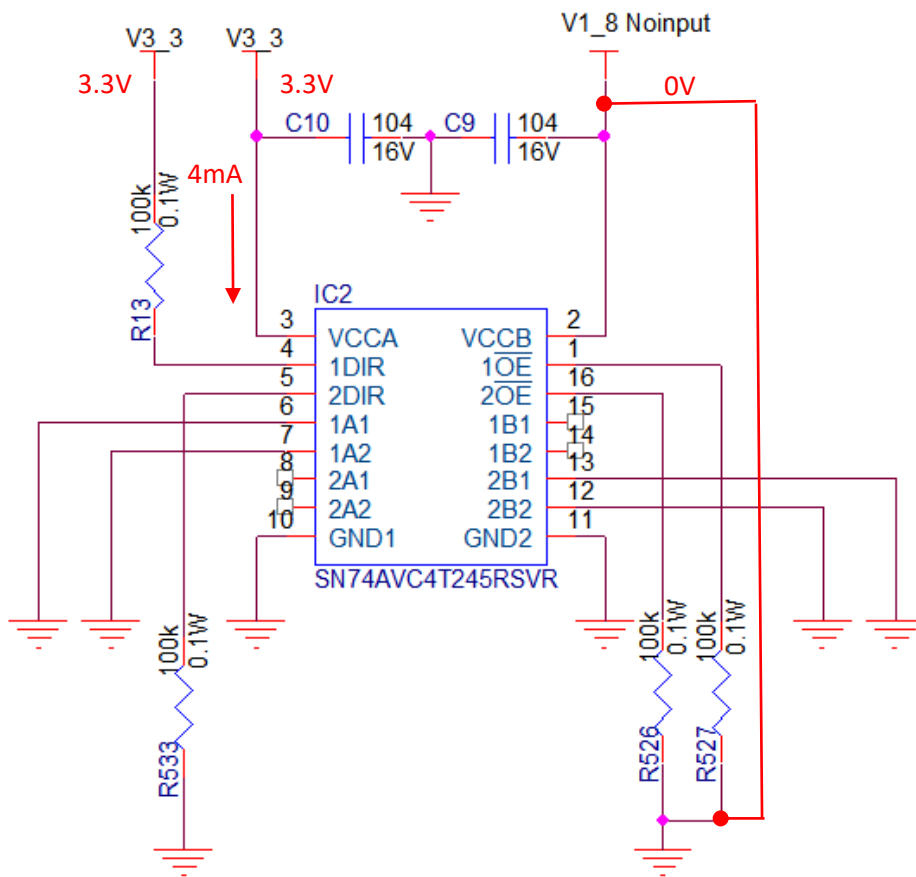 V1_8 Noinput
V3_3
V3_3
3.3V
3.3V
0V
C10
104
16V
C9
104
16V
4mA
100k
0.1W
R13
IC2
3
VCCA
VCCB
2
4
1DIR
1OE
1
5
2DIR
2OE
16
6
1A1
1B1
15
7
1A2
1B2
14
8
2A1
2B1
13
9
2A2
2B2
12
10
GND1
GND2
11
SN74AVC4T245RSVR
100k
0.1W
R533
100k
0.1W
R526
100k
0.1W
R527